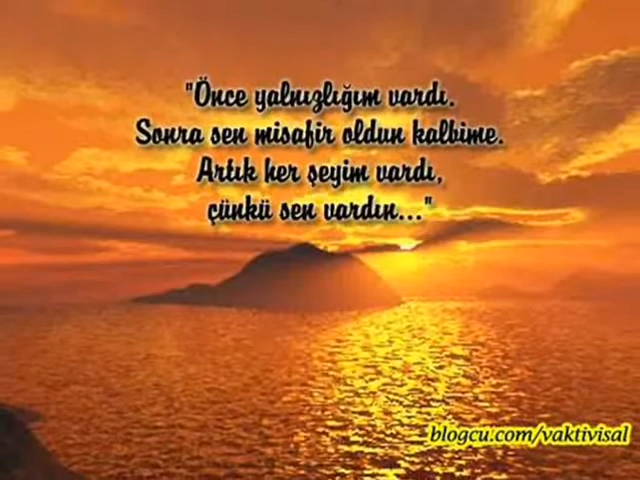 "Önce yalnızlığım vardı.
Sonra sen misafir oldun kalbime.
Artık her şeyim vardı,
çünkü sen vardın..."
blogcu.com/vaktivisal